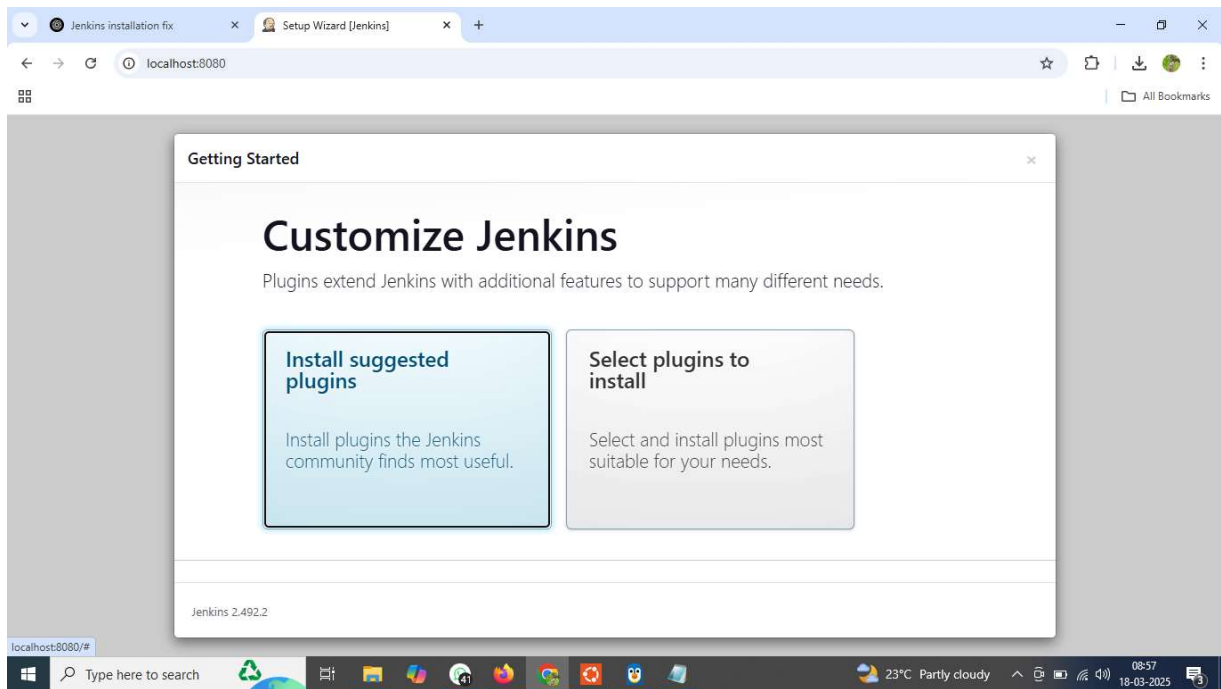 Jenkins installation fix
Setup Wizard [Jenkins]
localhost:8080
All Bookmarks
Getting Started
Customize Jenkins
Plugins extend Jenkins with additional features to support many different needs.
Install suggested
plugins
Install plugins the Jenkins
community finds most useful.
Select plugins to
install
Select and install plugins most
suitable for your needs.
Jenkins 2.492.2
localhost:8080/#
Type here to search
41
23°C Partly cloudy
08:57
18-03-2025
3